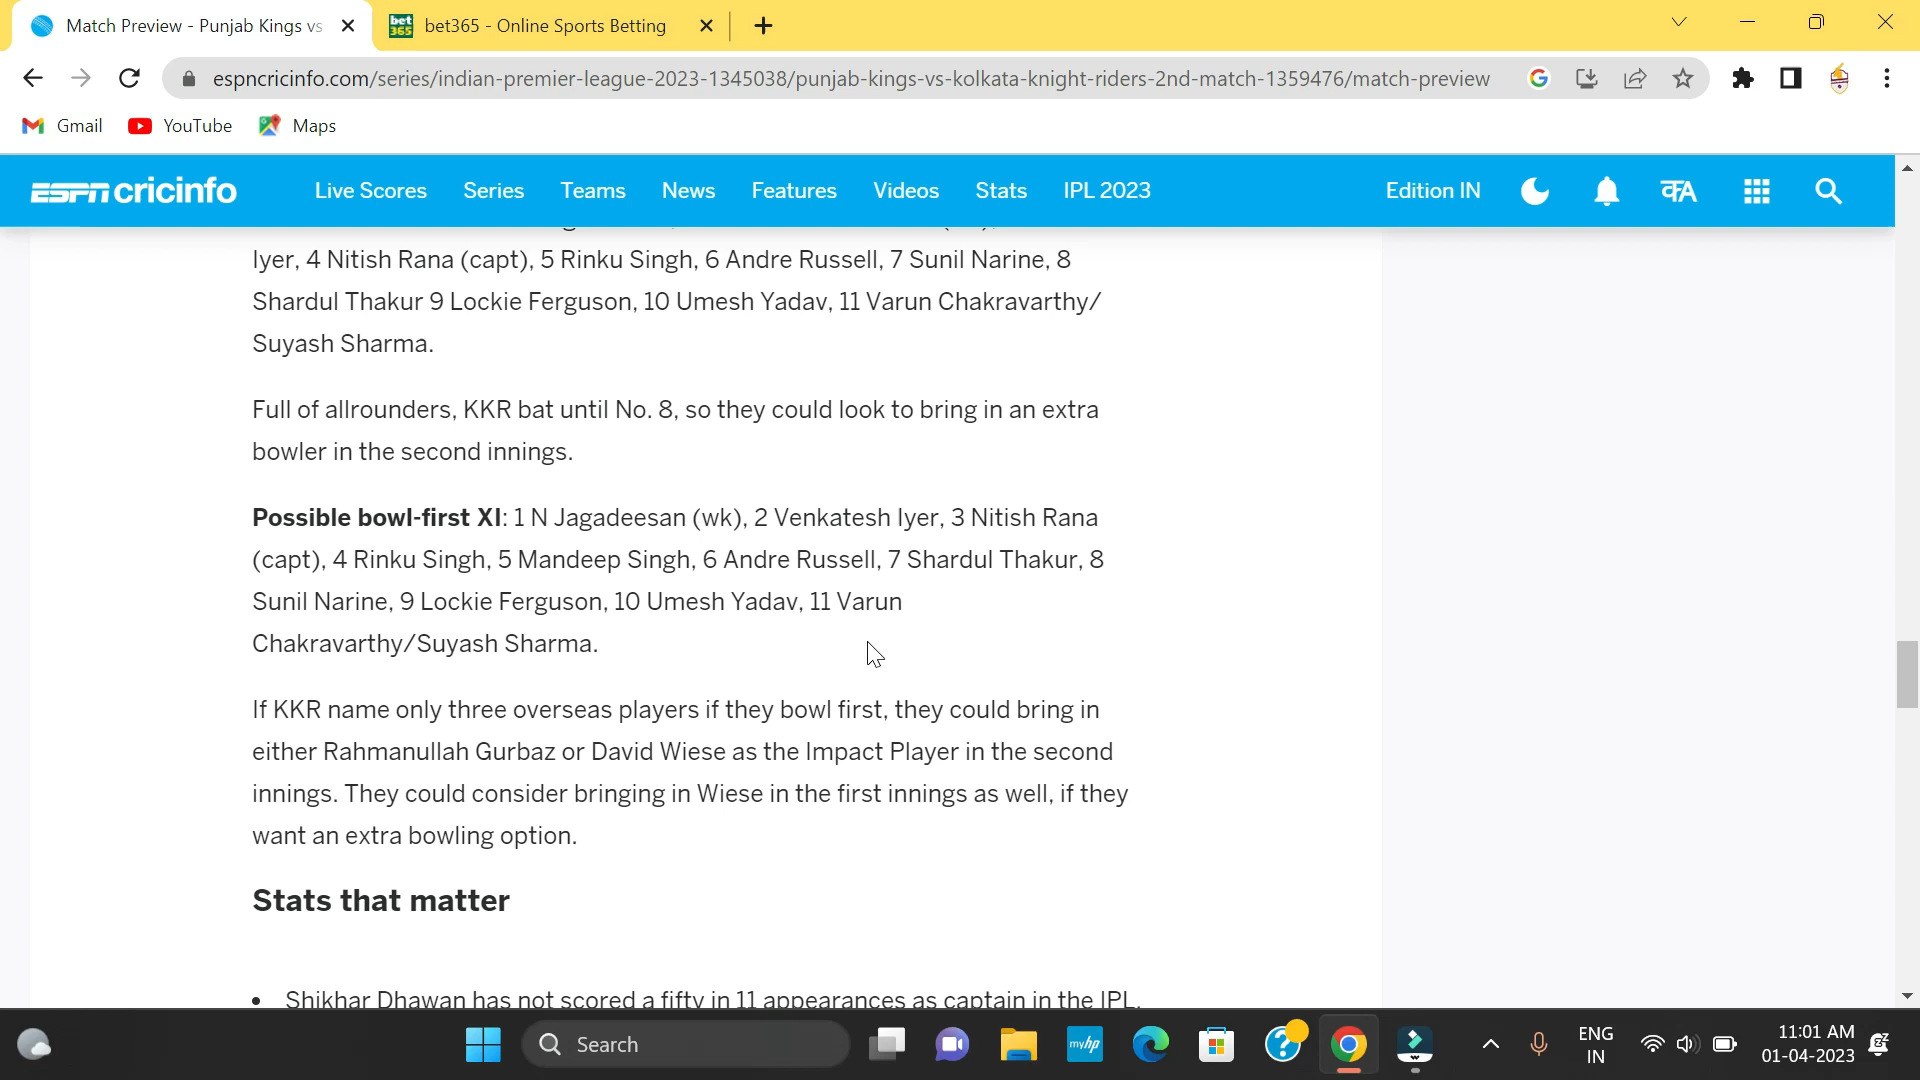 Match Preview - Punjab Kings vs
bet365 - Online Sports Betting
bet365
espncricinfo.com/series/indian-premier-league-2023-1345038/punjab-kings-vs-kolkata-knight-riders-2nd-match-1359476/match-preview
Gmail YouTube Maps
ESPN cricinfo Live Scores Series Teams News Features Videos Stats IPL 2023 Edition IN क/A
Iyer, 4 Nitish Rana (capt), 5 Rinku Singh, 6 Andre Russell, 7 Sunil Narine, 8
Shardul Thakur 9 Lockie Ferguson, 10 Umesh Yadav, 11 Varun Chakravarthy/
Suyash Sharma.
Full of allrounders, KKR bat until No. 8, so they could look to bring in an extra
bowler in the second innings.
Possible bowl-first XI: 1 N Jagadeesan (wk), 2 Venkatesh Iyer, 3 Nitish Rana
(capt), 4 Rinku Singh, 5 Mandeep Singh, 6 Andre Russell, 7 Shardul Thakur, 8
Sunil Narine, 9 Lockie Ferguson, 10 Umesh Yadav, 11 Varun
Chakravarthy/Suyash Sharma.
If KKR name only three overseas players if they bowl first, they could bring in
either Rahmanullah Gurbaz or David Wiese as the Impact Player in the second
innings. They could consider bringing in Wiese in the first innings as well, if they
want an extra bowling option.
Stats that matter
• Shikhar Dhawan has not scored a fifty in 11 appearances as captain in the IPL.
Search
myhp
ENG
IN
11:01 AM
01-04-2023